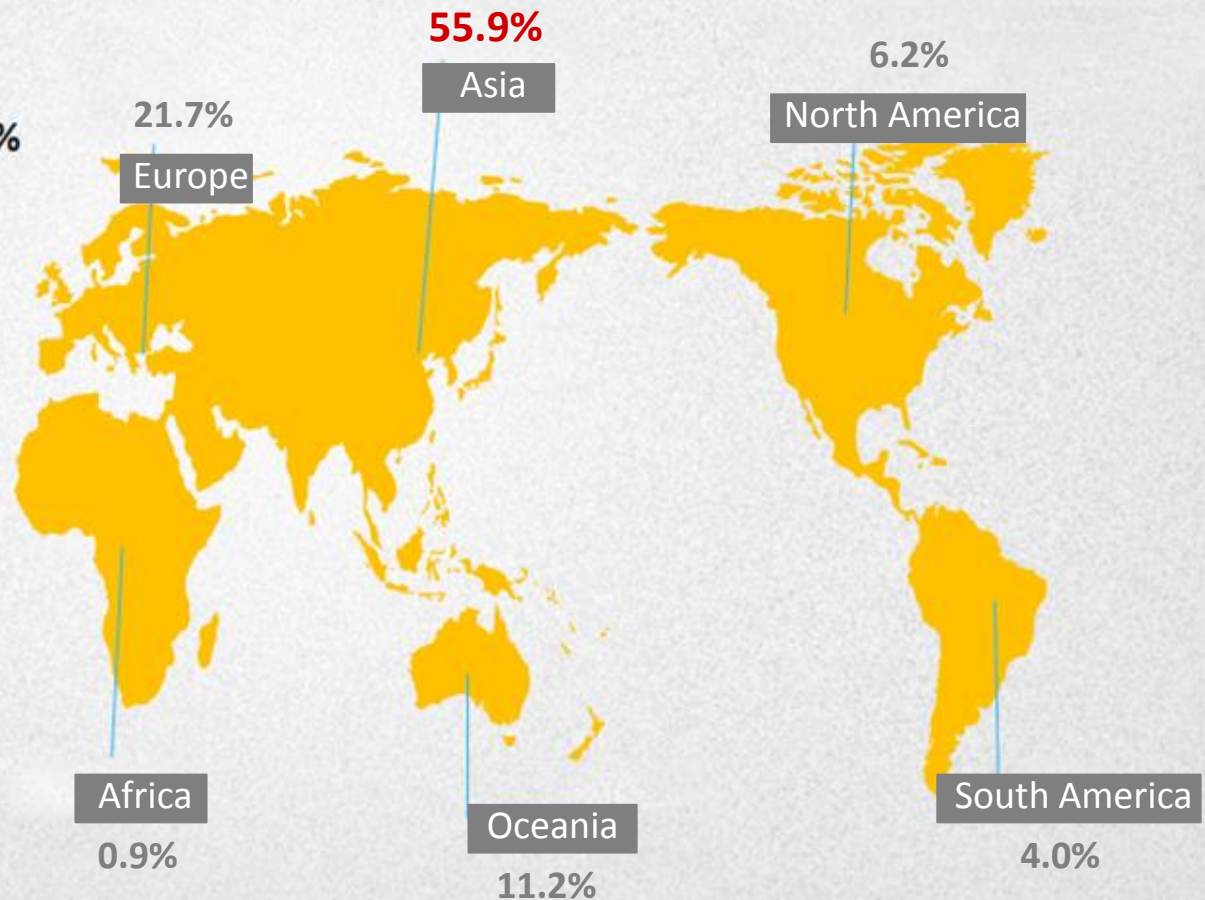 55.9%
Asia
6.2%
North America
21.7%
Europe
%
Africa
0.9%
Oceania
11.2%
South America
4.0%